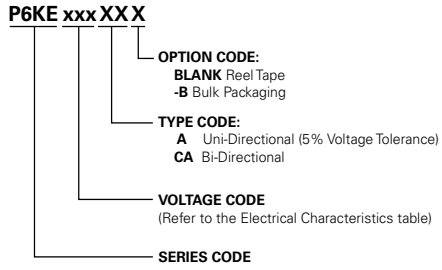 P6KE xxx XX X
OPTION CODE:
BLANK Reel Tape
-B Bulk Packaging
TYPE CODE:
A Uni-Directional (5% Voltage Tolerance)
CA Bi-Directional
VOLTAGE CODE
(Refer to the Electrical Characteristics table)
SERIES CODE